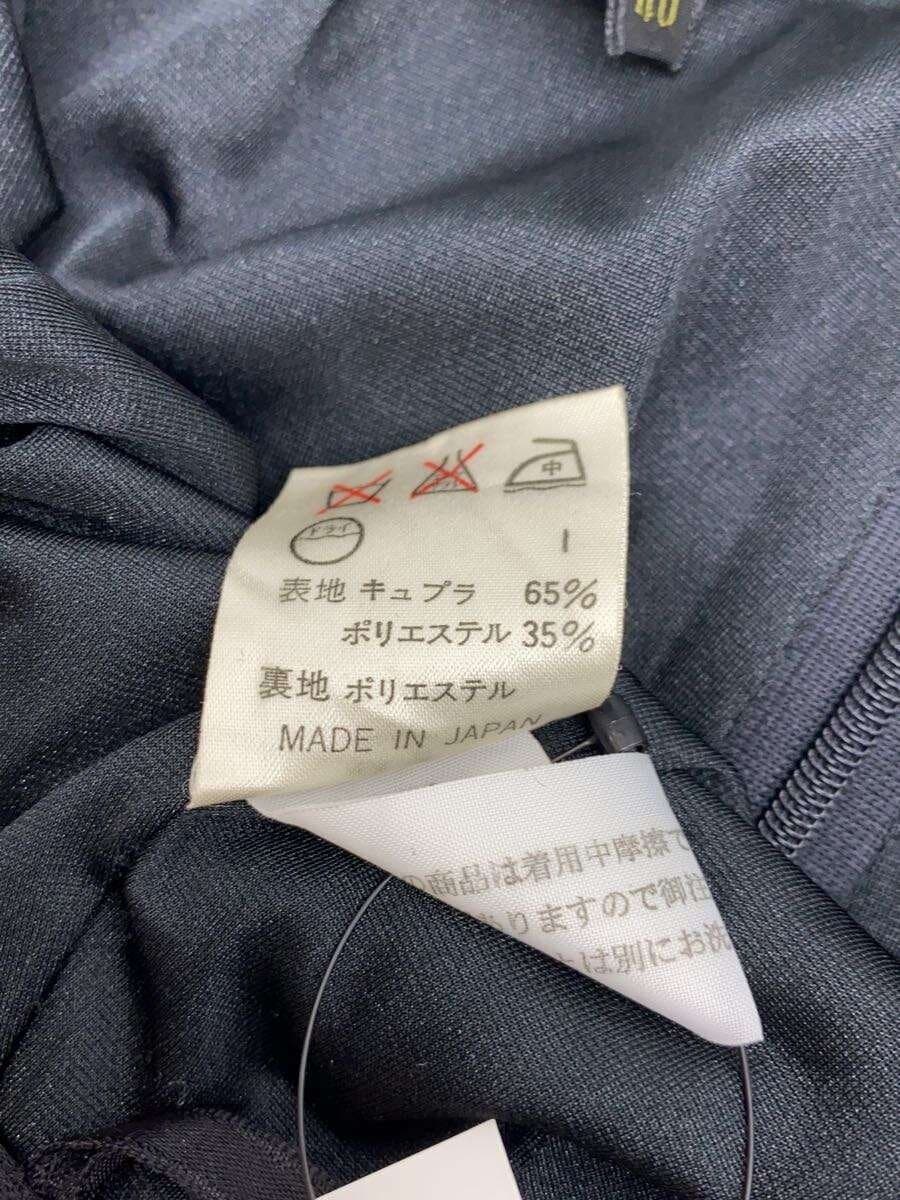 40
中
ドライ
I
表地 キュプラ 65%
ポリエステル 35%
裏地 ポリエステル
MADE IN JAPAN
の商品は着用中摩擦で
ありますので御注
は別にお洗